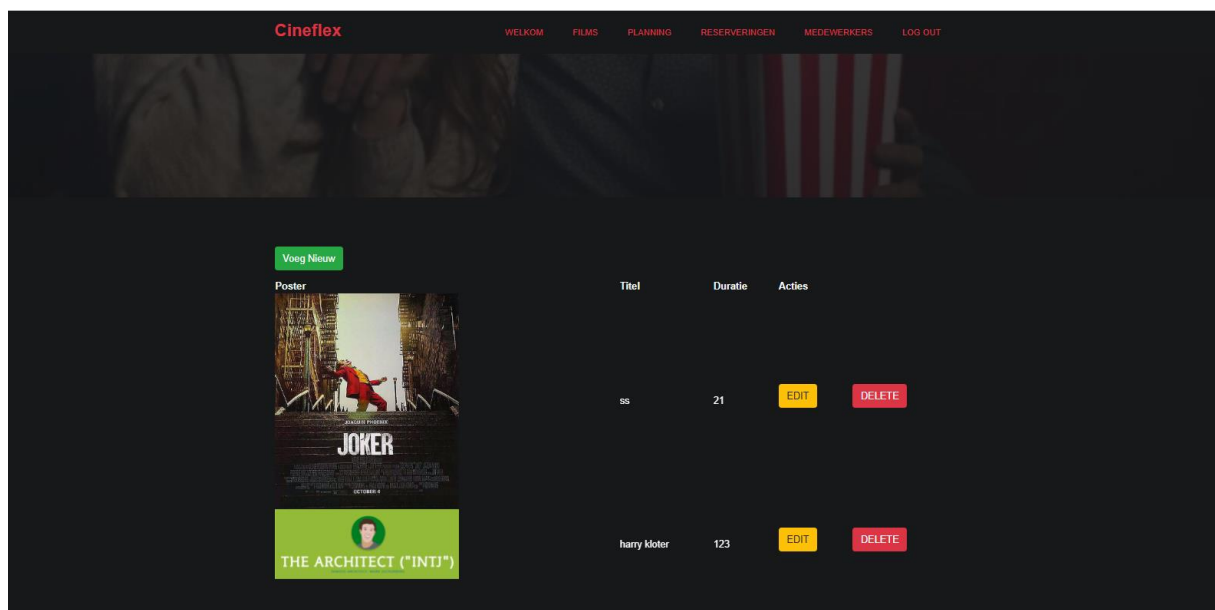 Cineflex
WELKOM FILMS PLANNING RESERVERINGEN MEDEWERKERS LOG OUT
Voeg Nieuw
Poster Titel Duratie Acties
JOAQUIN PHOENIX
JOKER
OCTOBER 4
ss 21 EDIT DELETE
THE ARCHITECT ("INTJ")
harry kloter 123 EDIT DELETE